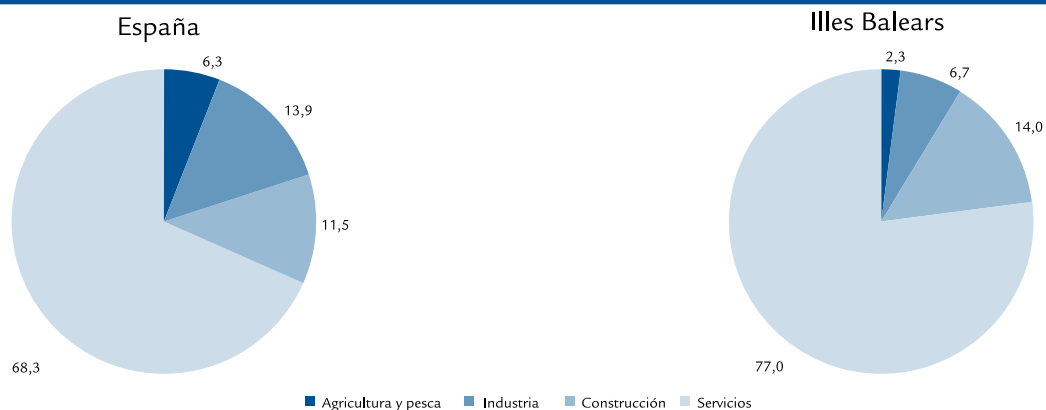 España
Illes Balears
6,3
13,9
11,5
68,3
2,3
6,7
14,0
77,0
Agricultura y pesca Industria Construcción Servicios